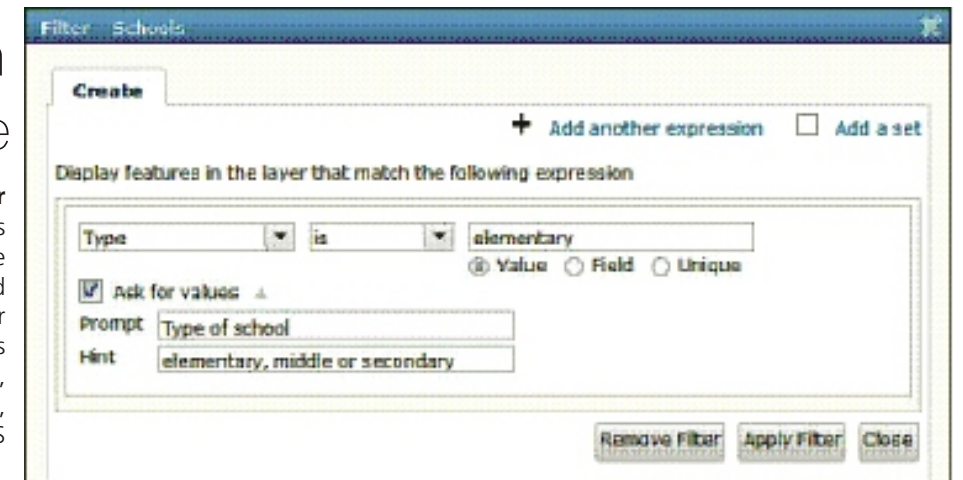 Filter Schools
Create
Add another expression Add a set
Display features in the layer that match the following expression
Type is elementary
Value Field Unique
Ask for values
Prompt Type of school
Hint elementary, middle or secondary
Remove Filter Apply Filter Close